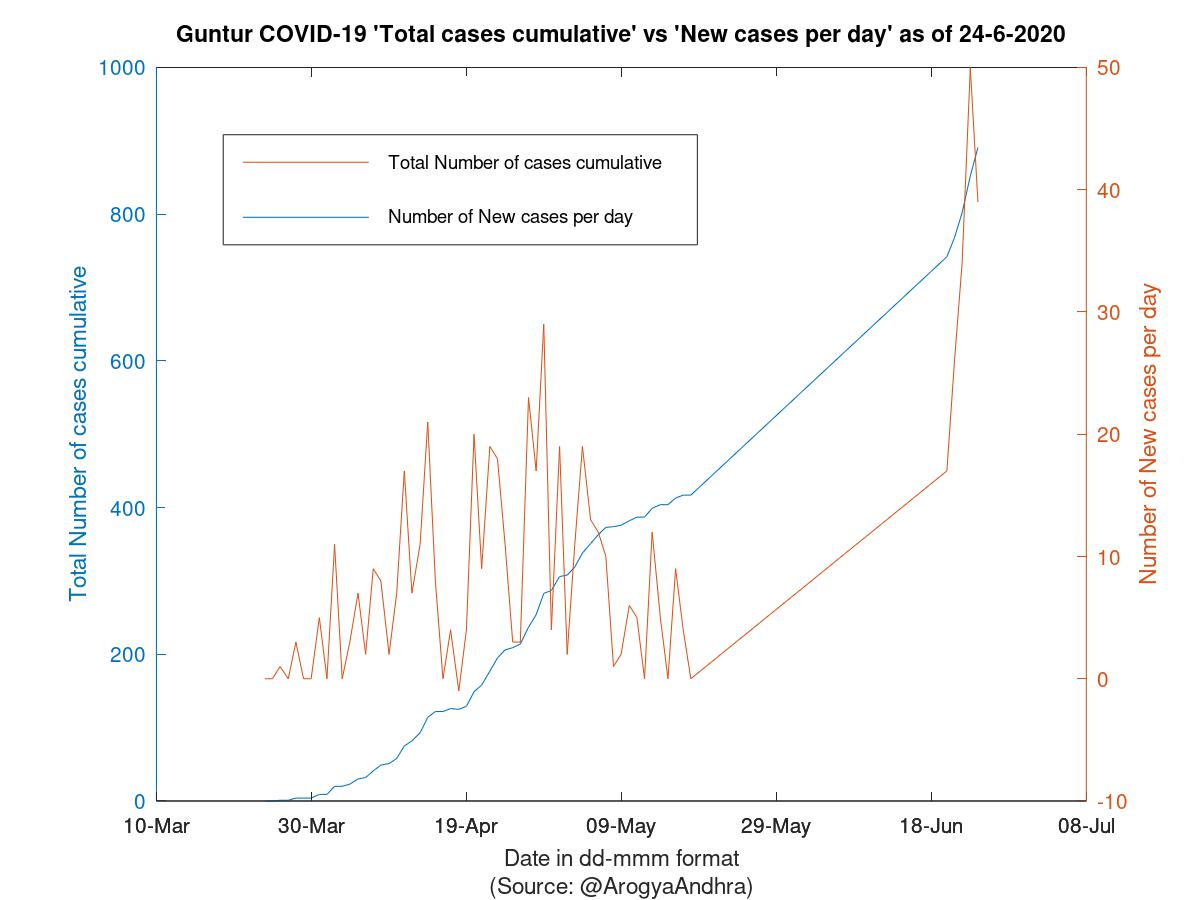 Guntur COVID-19 'Total cases cumulative' vs 'New cases per day' as of 24-6-2020
1000
800
600
400
200
0
Total Number of cases cumulative
Total Number of cases cumulative
Number of New cases per day
50
40
30
20
10
0
-10
Number of New cases per day
10-Mar 30-Mar 19-Apr 09-May 29-May 18-Jun 08-Jul
Date in dd-mmm format
(Source: @ArogyaAndhra)